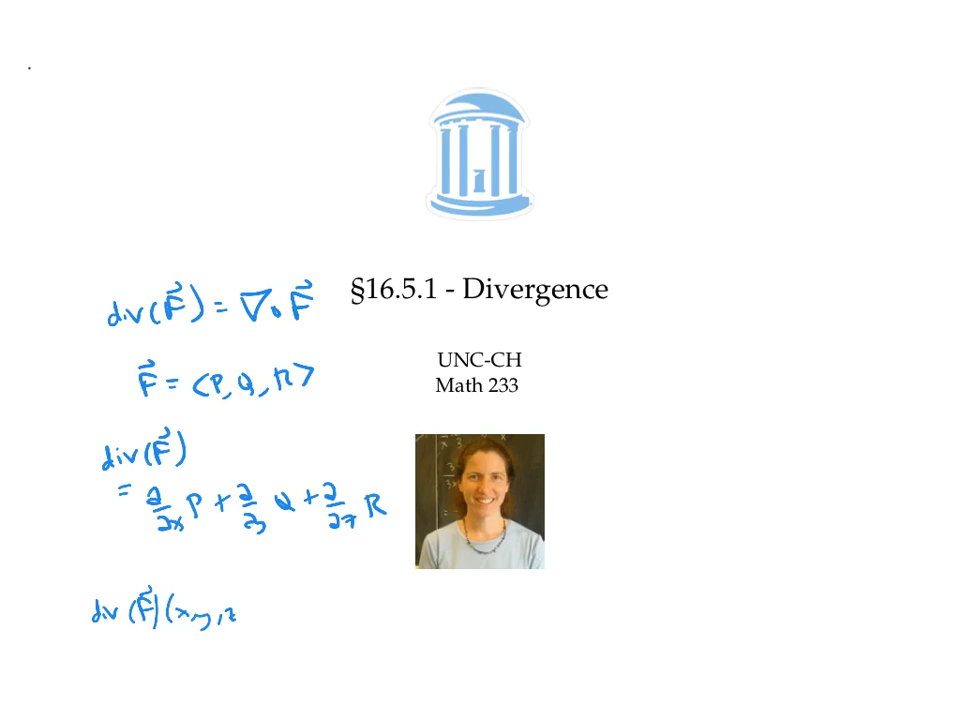 §16.5.1 - Divergence
UNC-CH
Math 233
div(F⃗) = ∇∘F⃗
F⃗ = <P, Q, R>
div(F⃗)
= ∂/∂x P + ∂/∂y Q + ∂/∂z R
div(F⃗)(x,y,z